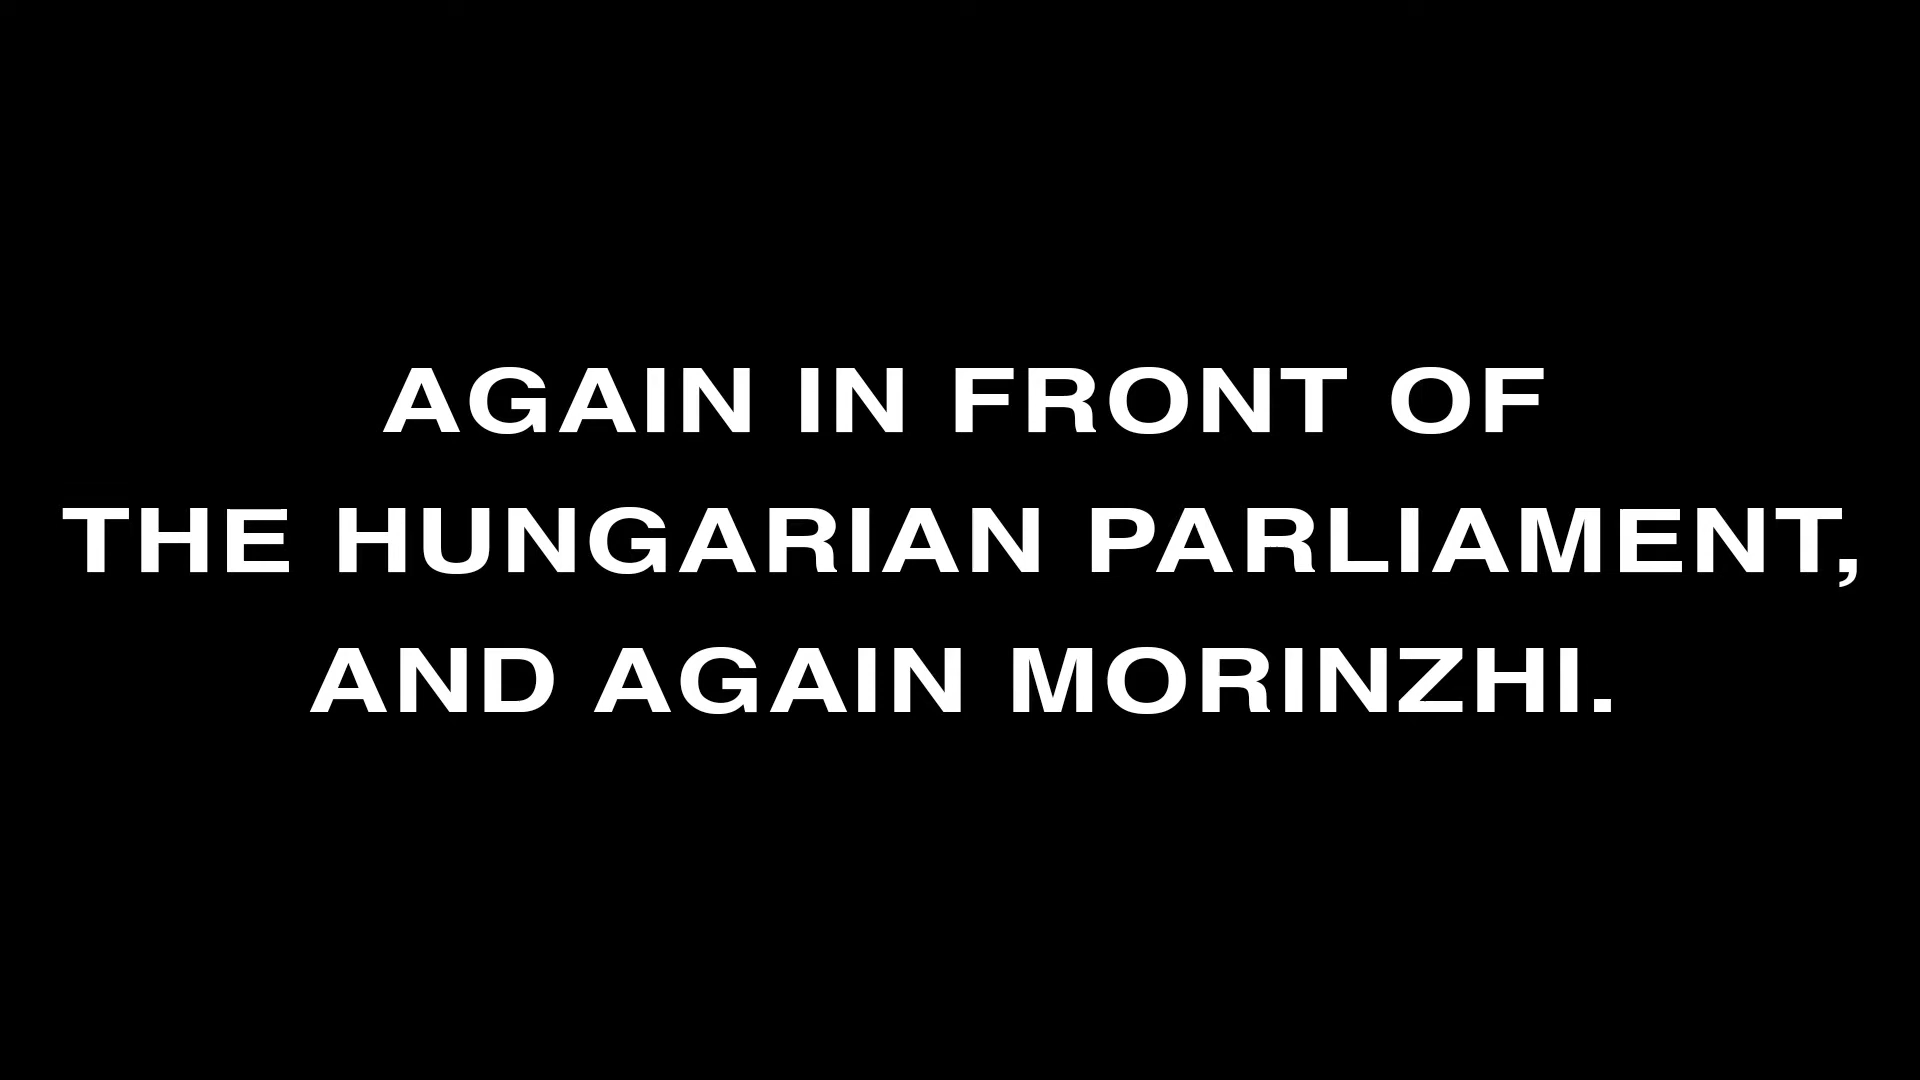 AGAIN IN FRONT OF
THE HUNGARIAN PARLIAMENT,
AND AGAIN MORINZHI.